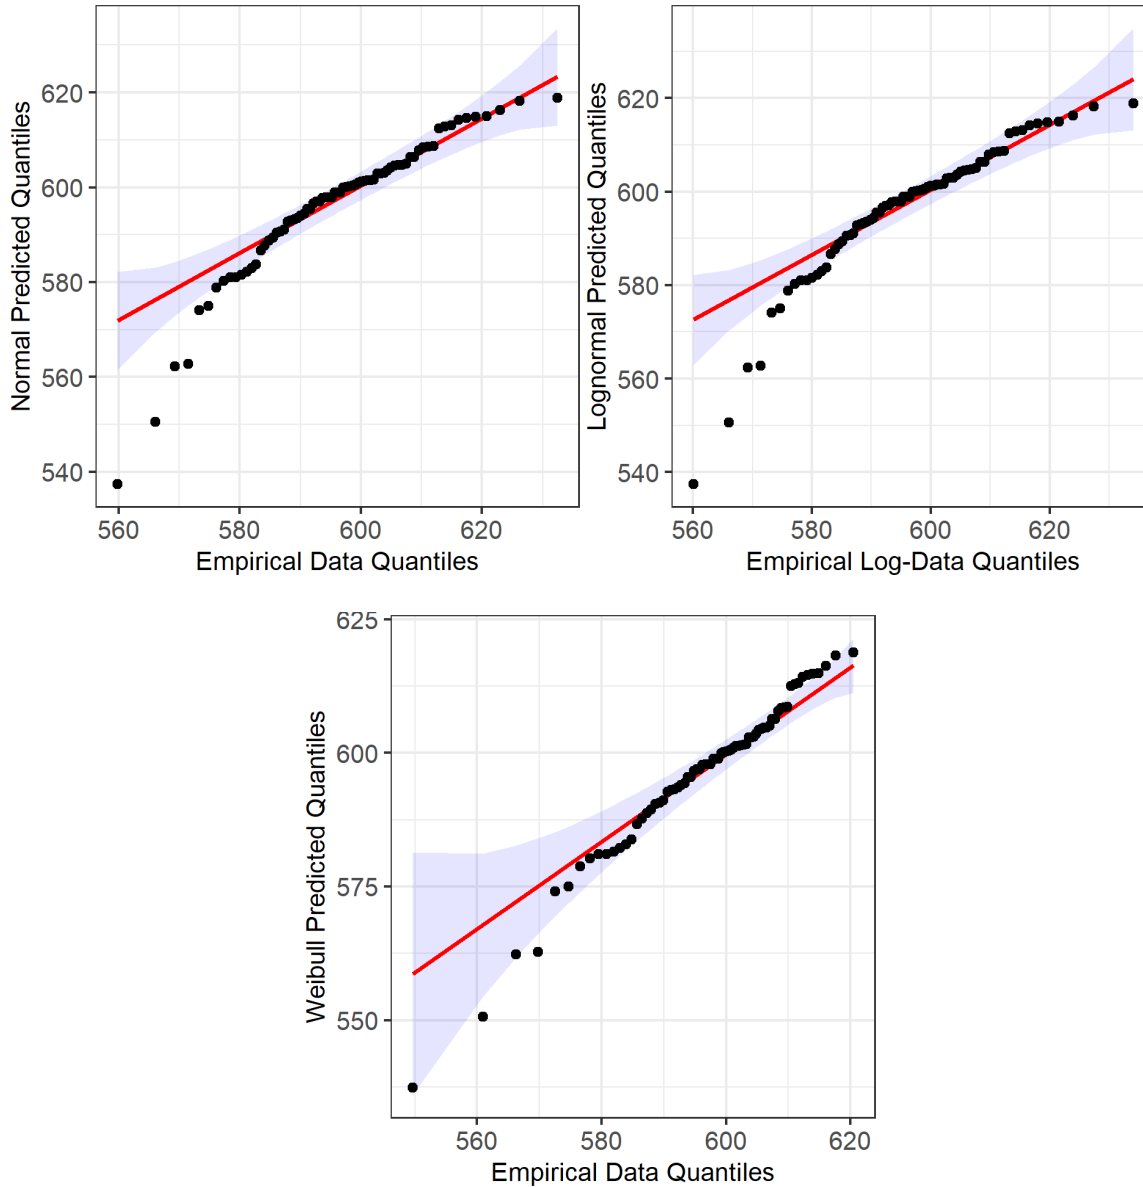 Normal Predicted Quantiles
620
600
580
560
540
560 580 600 620
Empirical Data Quantiles
Lognormal Predicted Quantiles
620
600
580
560
540
560 580 600 620
Empirical Log-Data Quantiles
Weibull Predicted Quantiles
625
600
575
550
560 580 600 620
Empirical Data Quantiles